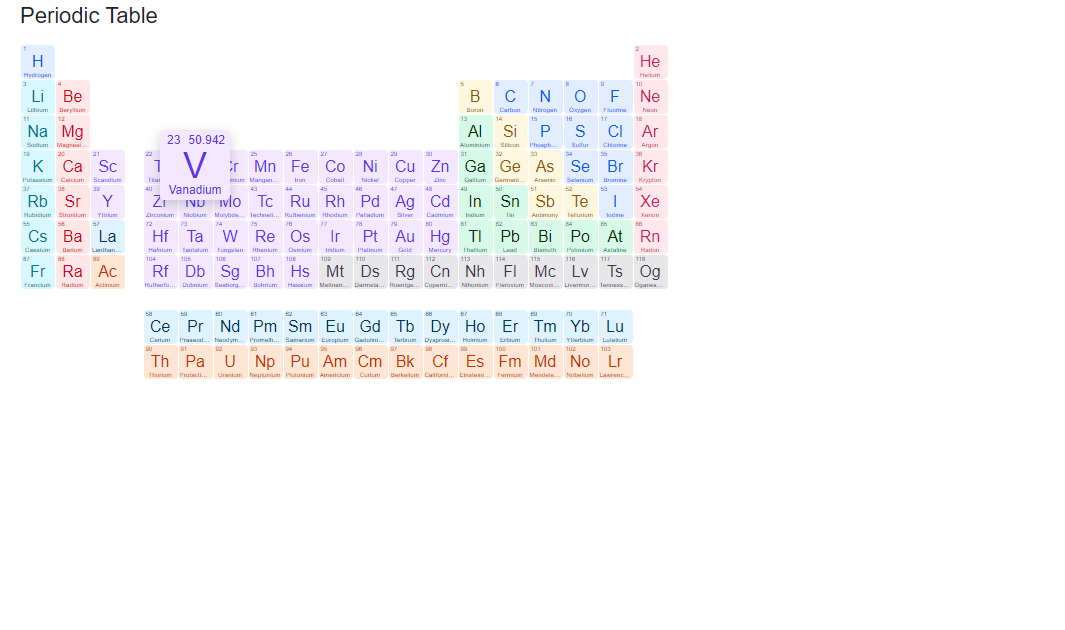 Periodic Table
1 2
H He
Hydrogen Helium
3 4 5 6 7 8 9 10
Li Be B C N O F Ne
Lithium Beryllium Boron Carbon Nitrogen Oxygen Fluorine Neon
11 12 13 14 15 16 17 18
Na Mg Al Si P S Cl Ar
Sodium Magnesi... Aluminium Silicon Phosph... Sulfur Chlorine Argon
23 50.942
V
Vanadium
19 20 21 22 25 26 27 28 29 30 31 32 33 34 35 36
K Ca Sc Mn Fe Co Ni Cu Zn Ga Ge As Se Br Kr
Potassium Calcium Scandium Mangan... Iron Cobalt Nickel Copper Zinc Gallium Germani... Arsenic Selenium Bromine Krypton
37 38 39 40 43 44 45 46 47 48 49 50 51 52 53 54
Rb Sr Y Zr Nb Mo Tc Ru Rh Pd Ag Cd In Sn Sb Te I Xe
Rubidium Strontium Yttrium Zirconium Niobium Molybde... Techneti... Ruthenium Rhodium Palladium Silver Cadmium Indium Tin Antimony Tellurium Iodine Xenon
55 56 57 72 73 74 75 76 77 78 79 80 81 82 83 84 85 86
Cs Ba La Hf Ta W Re Os Ir Pt Au Hg Tl Pb Bi Po At Rn
Caesium Barium Lanthan... Hafnium Tantalum Tungsten Rhenium Osmium Iridium Platinum Gold Mercury Thallium Lead Bismuth Polonium Astatine Radon
87 88 89 104 105 106 107 108 109 110 111 112 113 114 115 116 117 118
Fr Ra Ac Rf Db Sg Bh Hs Mt Ds Rg Cn Nh Fl Mc Lv Ts Og
Francium Radium Actinium Rutherfo... Dubnium Seaborg... Bohrium Hassium Meitneri... Darmsta... Roentge... Coperni... Nihonium Flerovium Moscovi... Livermor... Tenness... Oganes...
58 59 60 61 62 63 64 65 66 67 68 69 70 71
Ce Pr Nd Pm Sm Eu Gd Tb Dy Ho Er Tm Yb Lu
Cerium Praseod... Neodym... Prometh... Samarium Europium Gadolini... Terbium Dysprosi... Holmium Erbium Thulium Ytterbium Lutetium
90 91 92 93 94 95 96 97 98 99 100 101 102 103
Th Pa U Np Pu Am Cm Bk Cf Es Fm Md No Lr
Thorium Protacti... Uranium Neptunium Plutonium Americium Curium Berkelium Californi... Einsteini... Fermium Mendele... Nobelium Lawrenc...